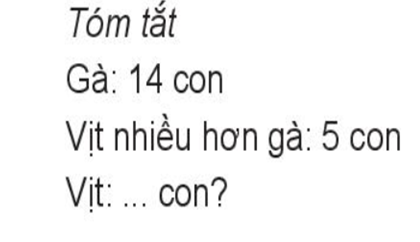 Tóm tắt
Gà: 14 con
Vịt nhiều hơn gà: 5 con
Vịt: ... con?